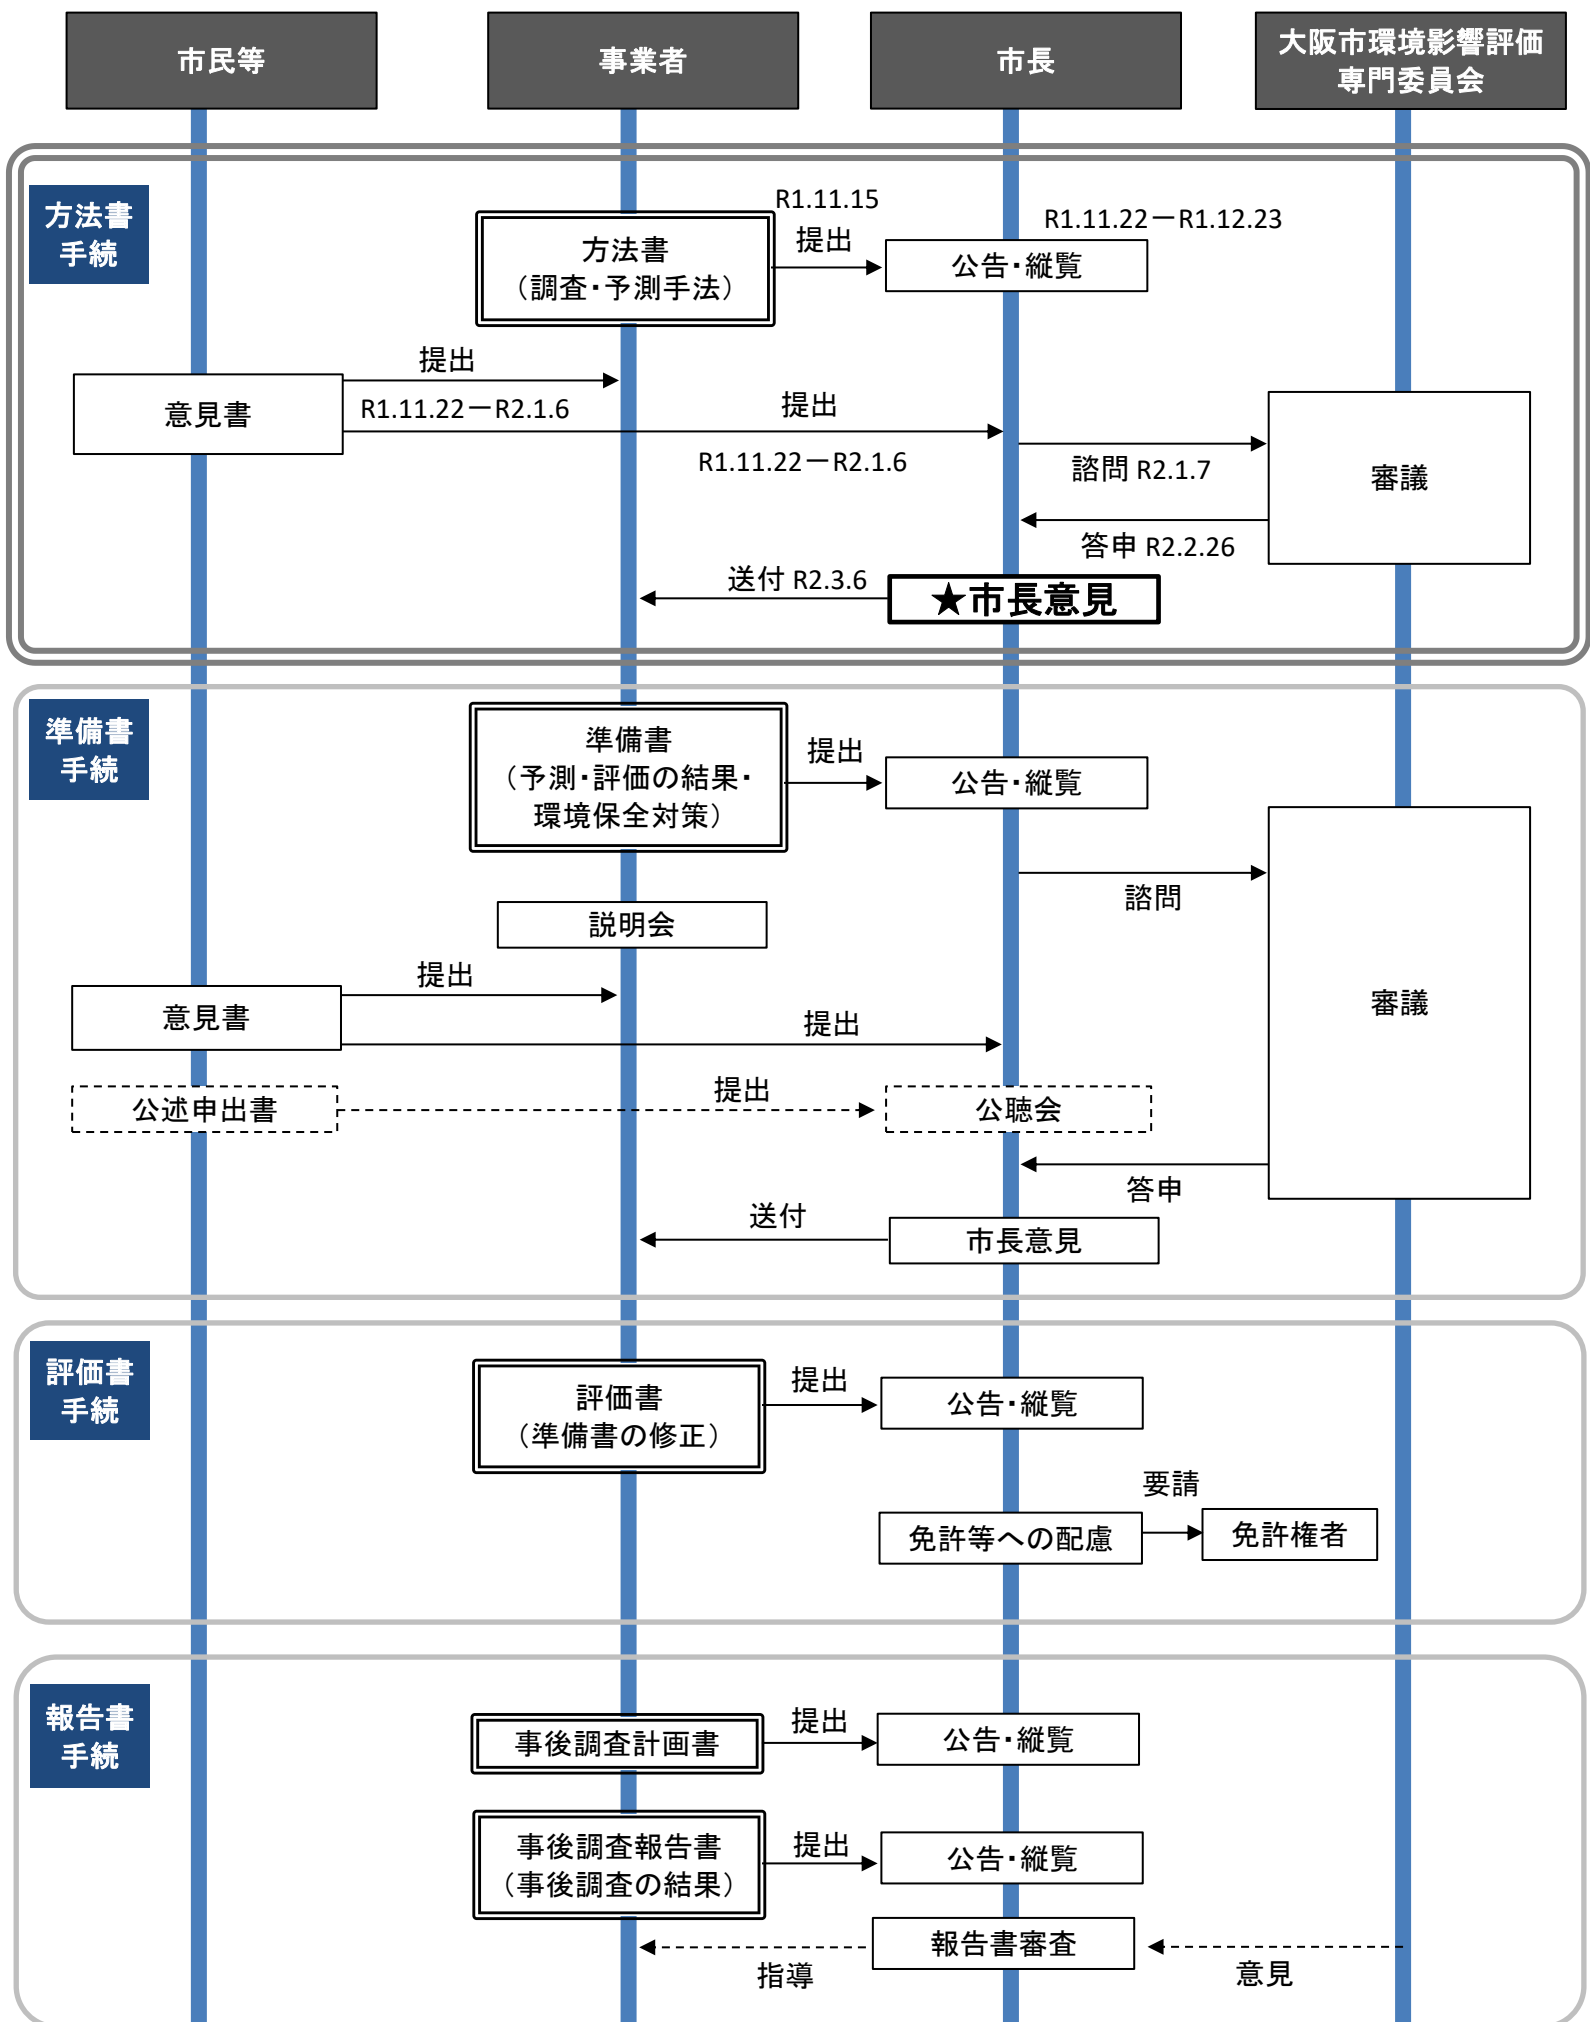 市民等
事業者
市長
大阪市環境影響評価
専門委員会
方法書
手続
R1.11.15
提出
R1.11.22ーR1.12.23
方法書
（調査・予測手法）
公告・縦覧
提出
意見書
R1.11.22ーR2.1.6
提出
R1.11.22ーR2.1.6
諮問 R2.1.7
審議
答申 R2.2.26
送付 R2.3.6
★市長意見
準備書
手続
準備書
（予測・評価の結果・
環境保全対策）
提出
公告・縦覧
諮問
説明会
提出
意見書
提出
審議
公述申出書
提出
公聴会
答申
送付
市長意見
評価書
手続
評価書
（準備書の修正）
提出
公告・縦覧
要請
免許等への配慮
免許権者
報告書
手続
事後調査計画書
提出
公告・縦覧
事後調査報告書
（事後調査の結果）
提出
公告・縦覧
報告書審査
指導
意見